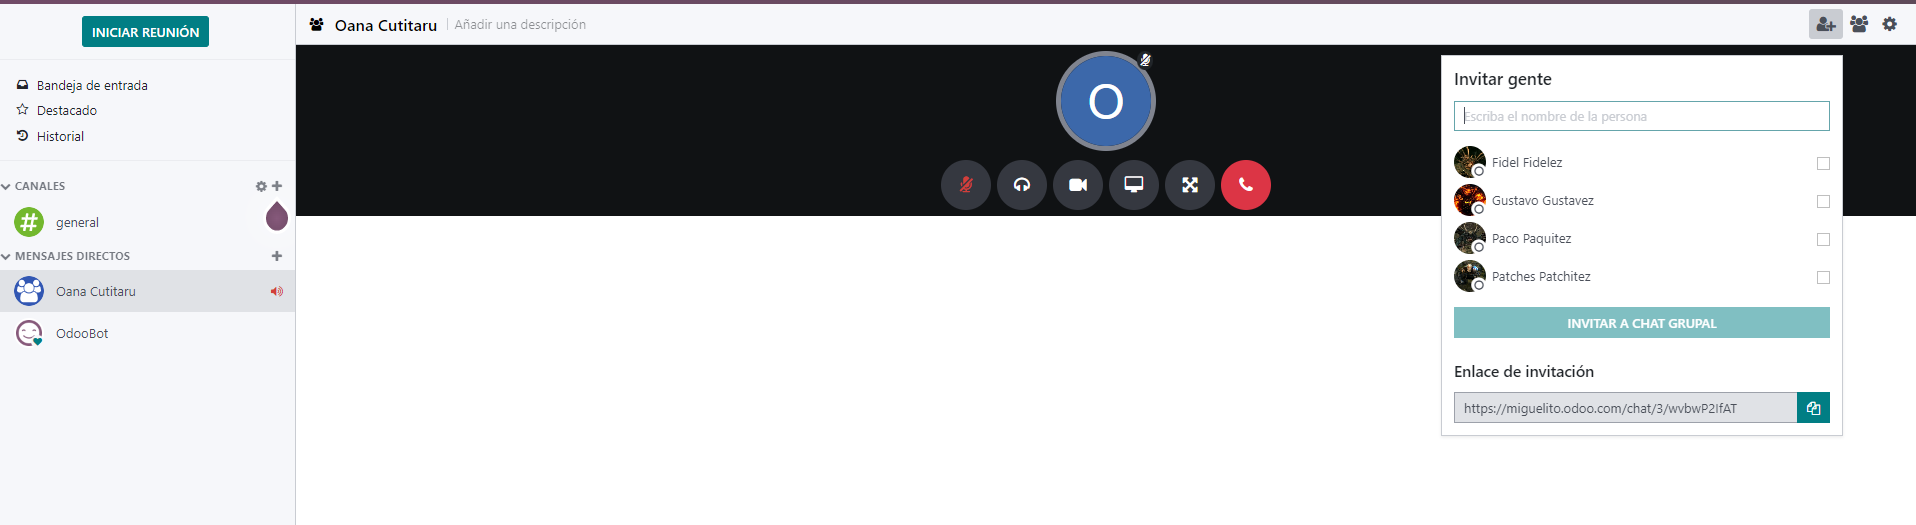 INICIAR REUNIÓN
Bandeja de entrada
Destacado
Historial
CANALES
general
MENSAJES DIRECTOS
Oana Cutitaru
OdooBot
Oana Cutitaru
Añadir una descripción
O
Invitar gente
Escriba el nombre de la persona
Fidel Fidelez
Gustavo Gustavez
Paco Paquitez
Patches Patchitez
INVITAR A CHAT GRUPAL
Enlace de invitación
https://miguelito.odoo.com/chat/3/wvbwP2IfAT